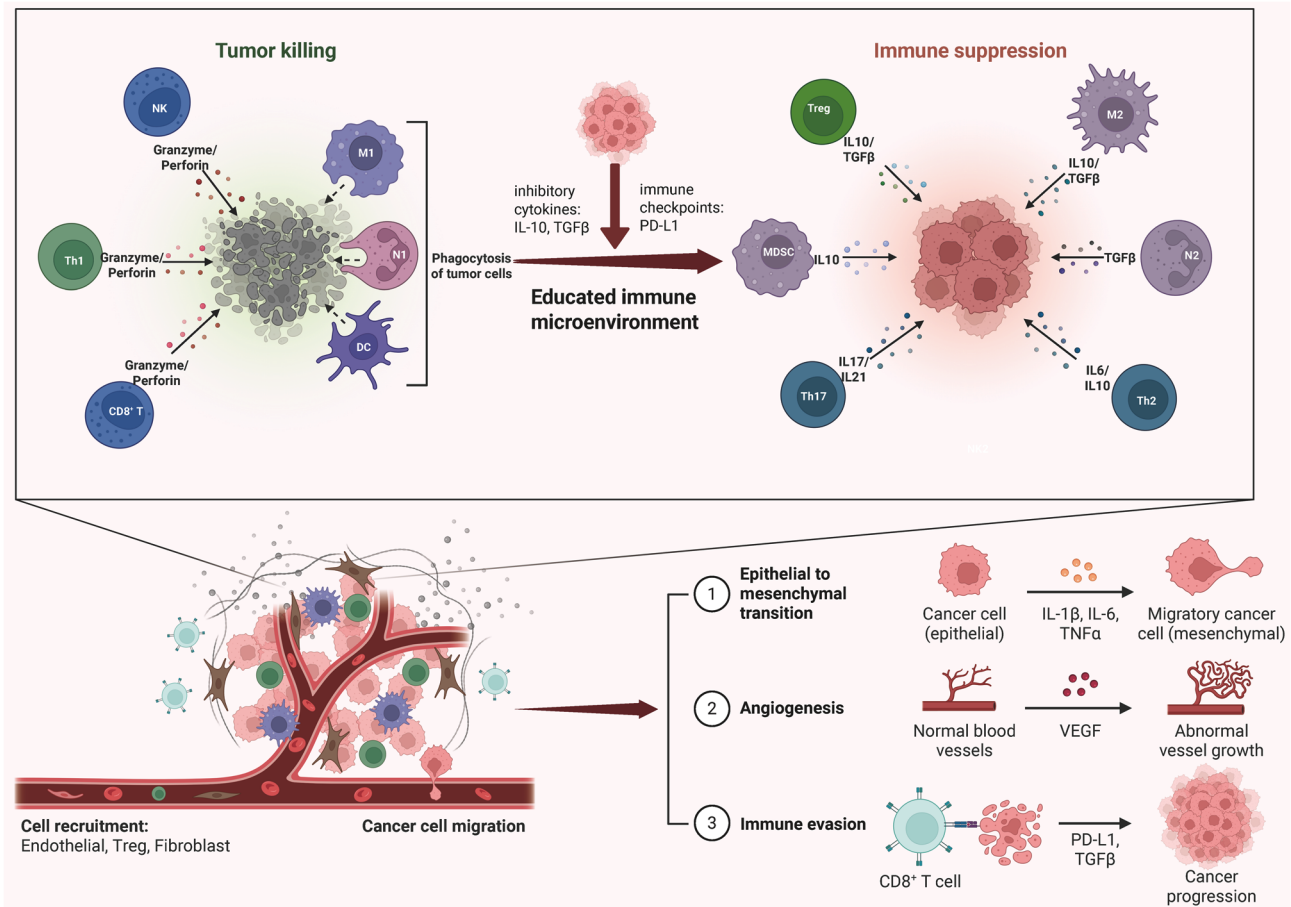 Tumor killing
Immune suppression
NK
Granzyme/
Perforin
M1
Th1
Granzyme/
Perforin
N1
Phagocytosis
of tumor cells
Granzyme/
Perforin
DC
CD8⁺ T
inhibitory
cytokines:
IL-10, TGFβ
immune
checkpoints:
PD-L1
Educated immune
microenvironment
Treg
IL10/
TGFβ
M2
IL10/
TGFβ
MDSC
IL10
TGFβ
N2
IL17/
IL21
Th17
IL6/
IL10
Th2
Cell recruitment:
Endothelial, Treg, Fibroblast
Cancer cell migration
1
Epithelial to
mesenchymal
transition
Cancer cell
(epithelial)
IL-1β, IL-6,
TNFα
Migratory cancer
cell (mesenchymal)
2
Angiogenesis
Normal blood
vessels
VEGF
Abnormal
vessel growth
3
Immune evasion
CD8⁺ T cell
PD-L1,
TGFβ
Cancer
progression